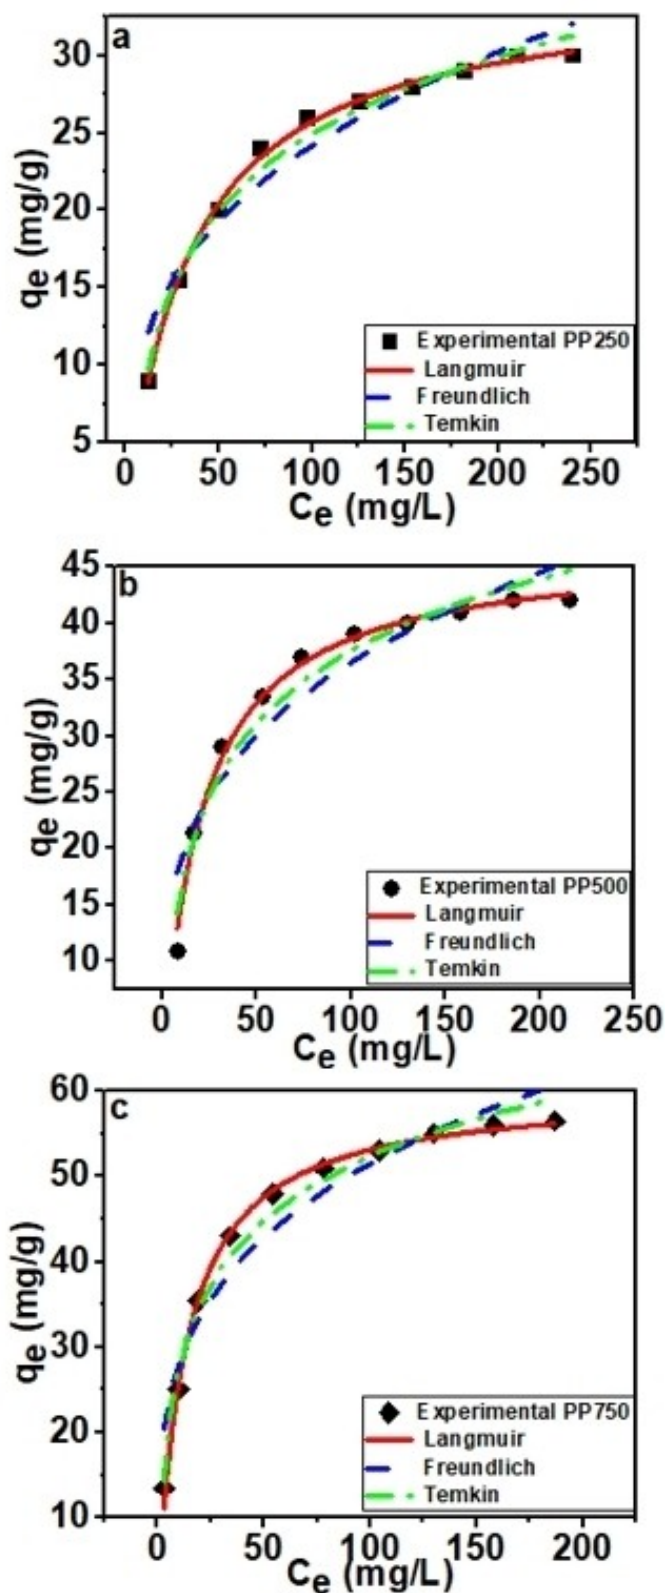 a
30
25
20
15
10
5
qe (mg/g)
Experimental PP250
Langmuir
Freundlich
Temkin
0 50 100 150 200 250
Ce (mg/L)
b
45
40
35
30
25
20
15
10
qe (mg/g)
Experimental PP500
Langmuir
Freundlich
Temkin
0 50 100 150 200 250
Ce (mg/L)
c
60
50
40
30
20
10
qe (mg/g)
Experimental PP750
Langmuir
Freundlich
Temkin
0 50 100 150 200
Ce (mg/L)